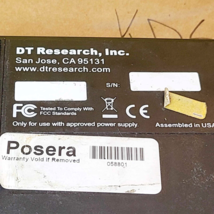 DT Research, Inc.
San Jose, CA 95131
www.dtresearch.com
S/N:
FC Tested To Comply With
FCC Standards
CE
Only for use with approved power supply
Assembled in USA
Posera
Warranty Void if Removed